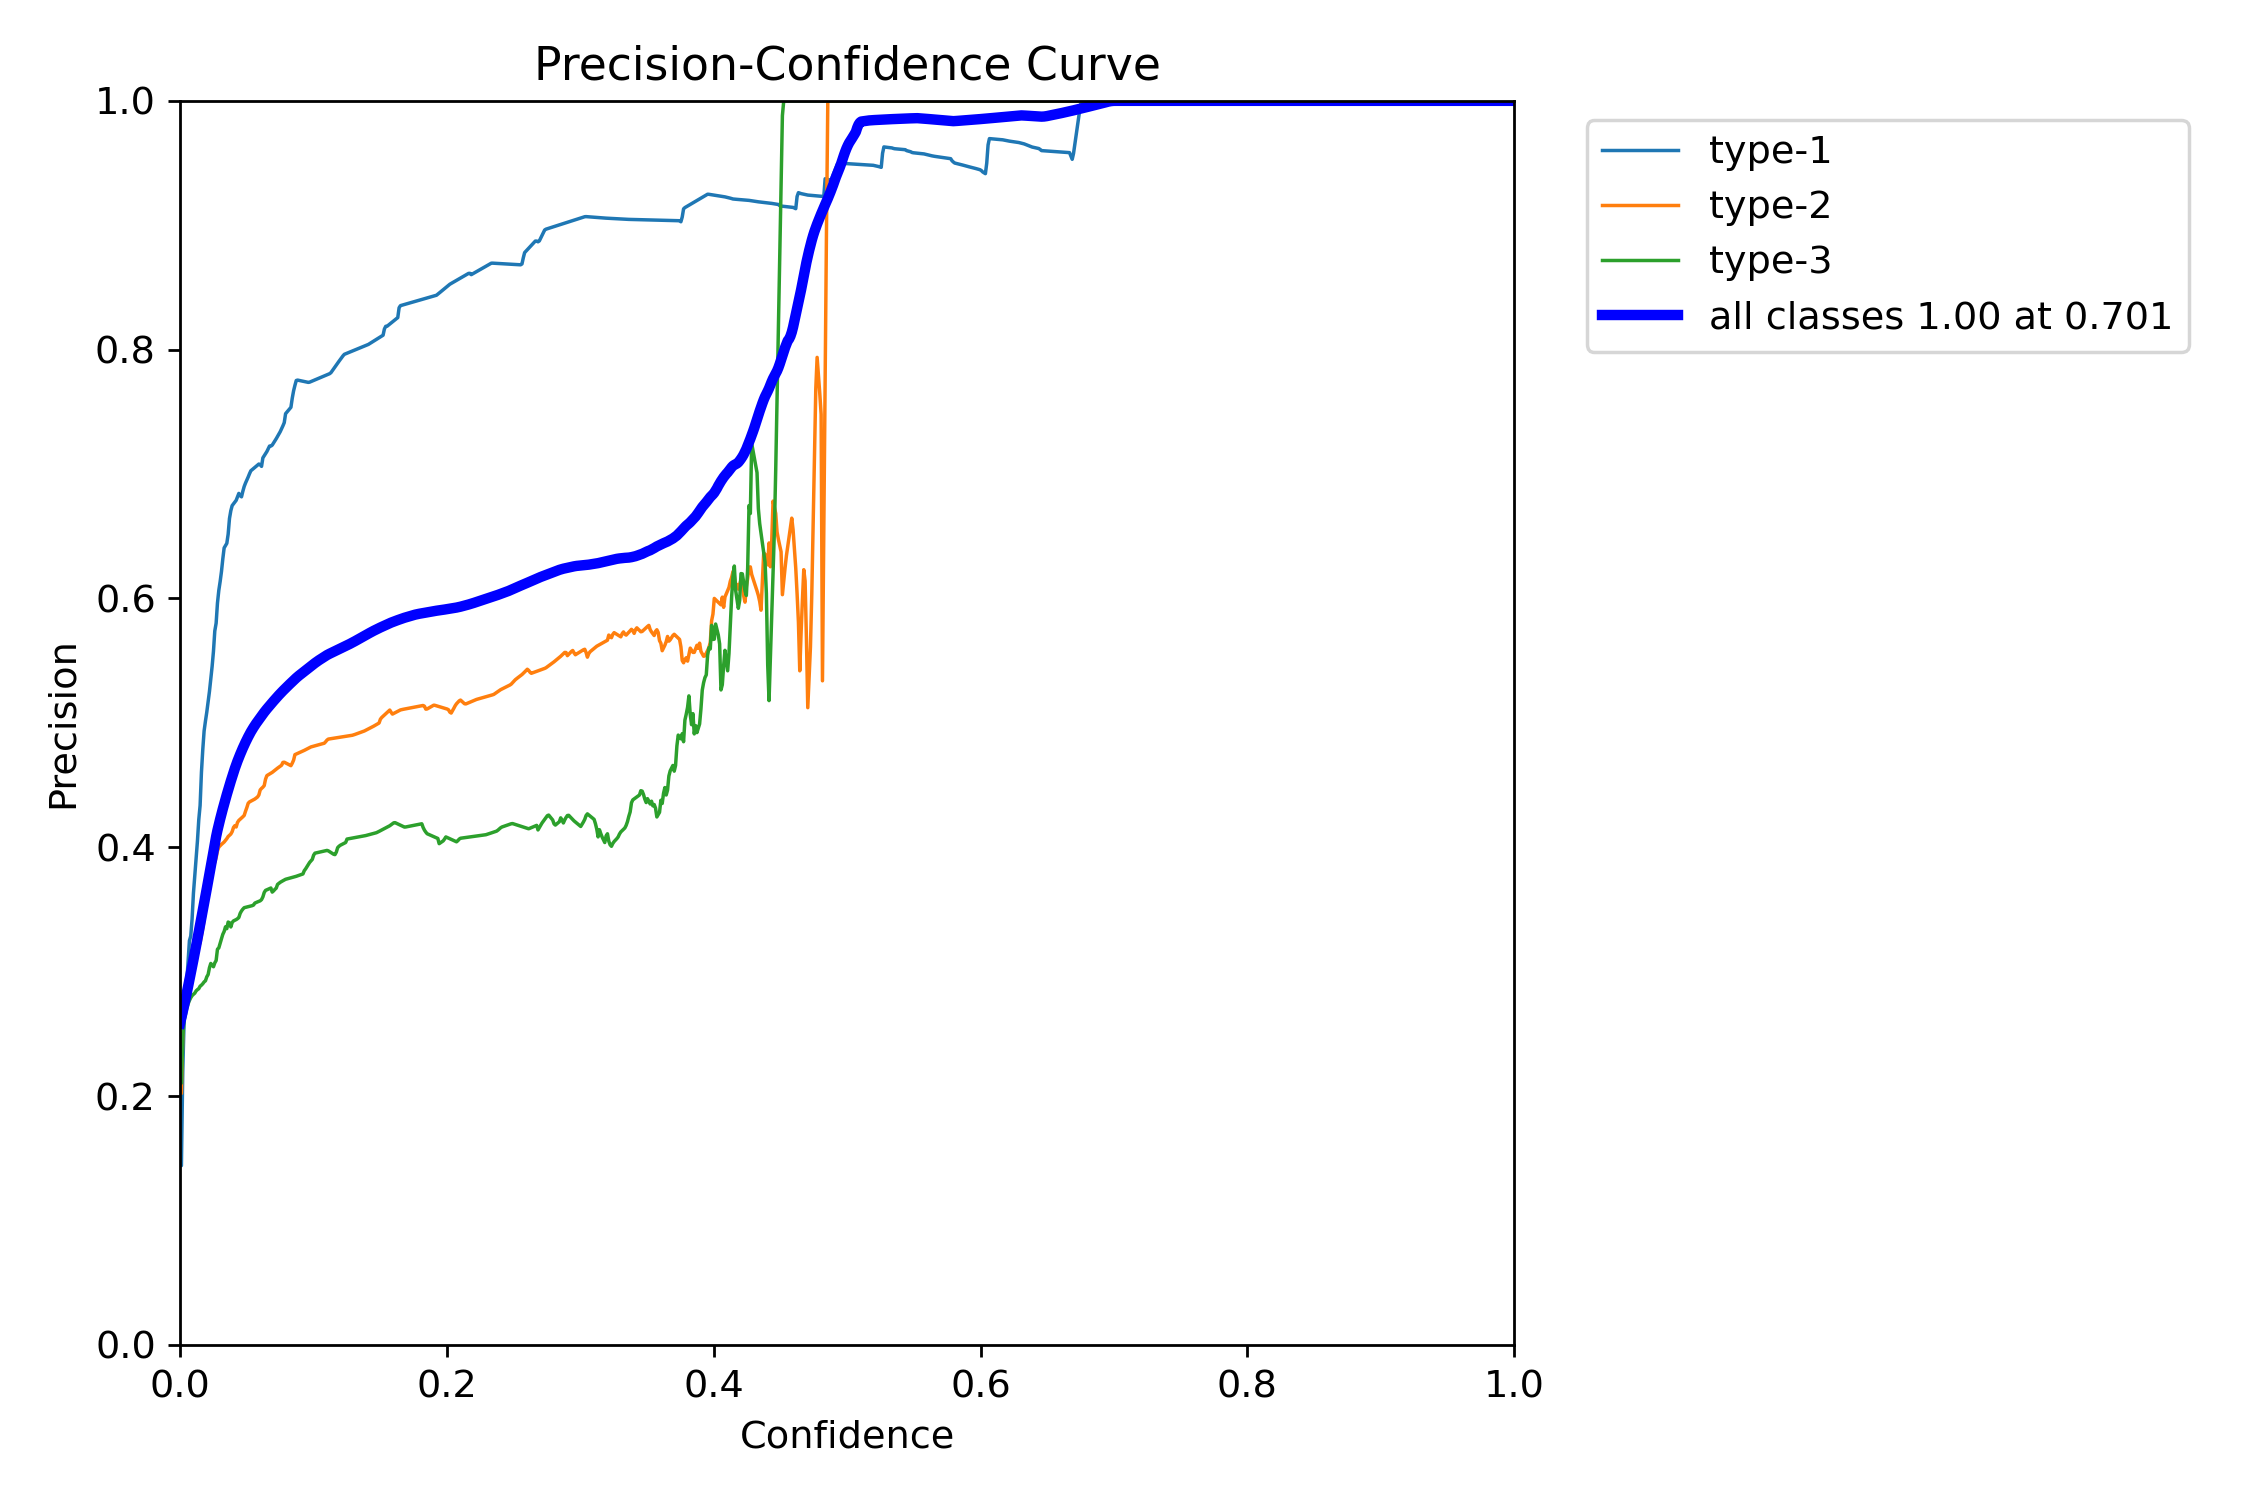 Precision-Confidence Curve
1.0
0.8
0.6
0.4
0.2
0.0
Precision
0.0 0.2 0.4 0.6 0.8 1.0
Confidence
type-1
type-2
type-3
all classes 1.00 at 0.701